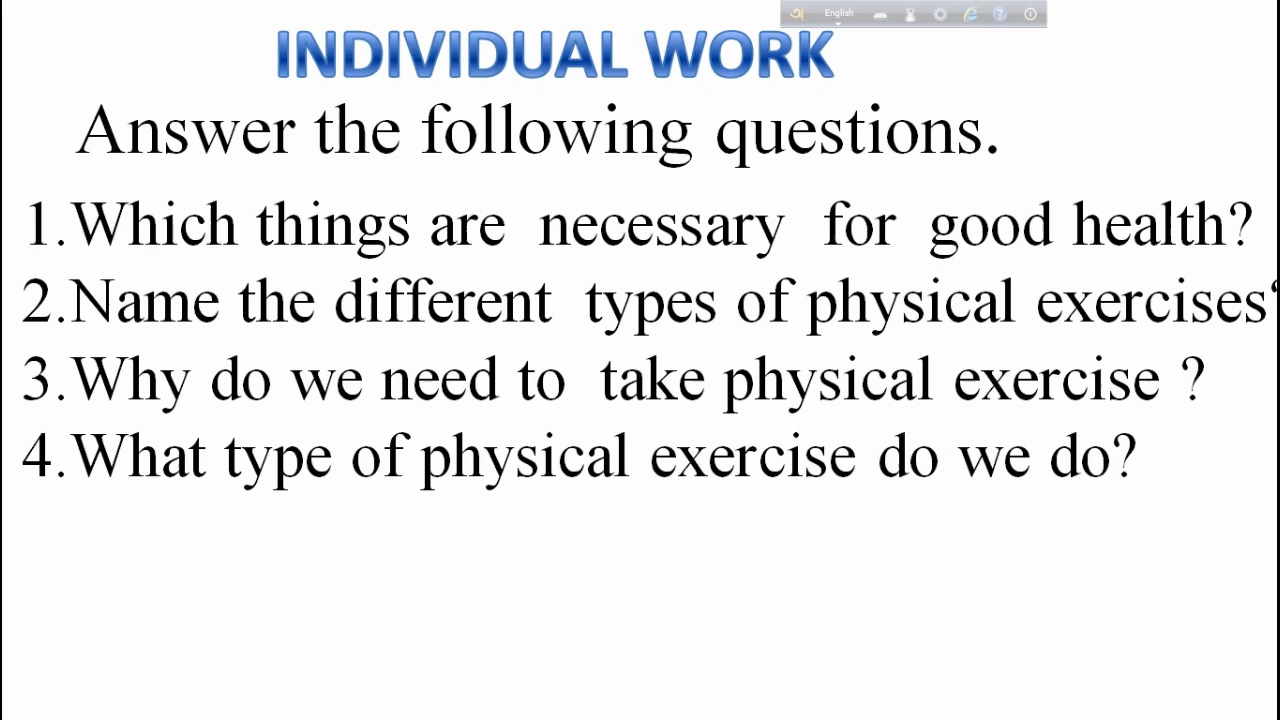 অ English
INDIVIDUAL WORK
Answer the following questions.
1.Which things are necessary for good health?
2.Name the different types of physical exercises
3.Why do we need to take physical exercise ?
4.What type of physical exercise do we do?